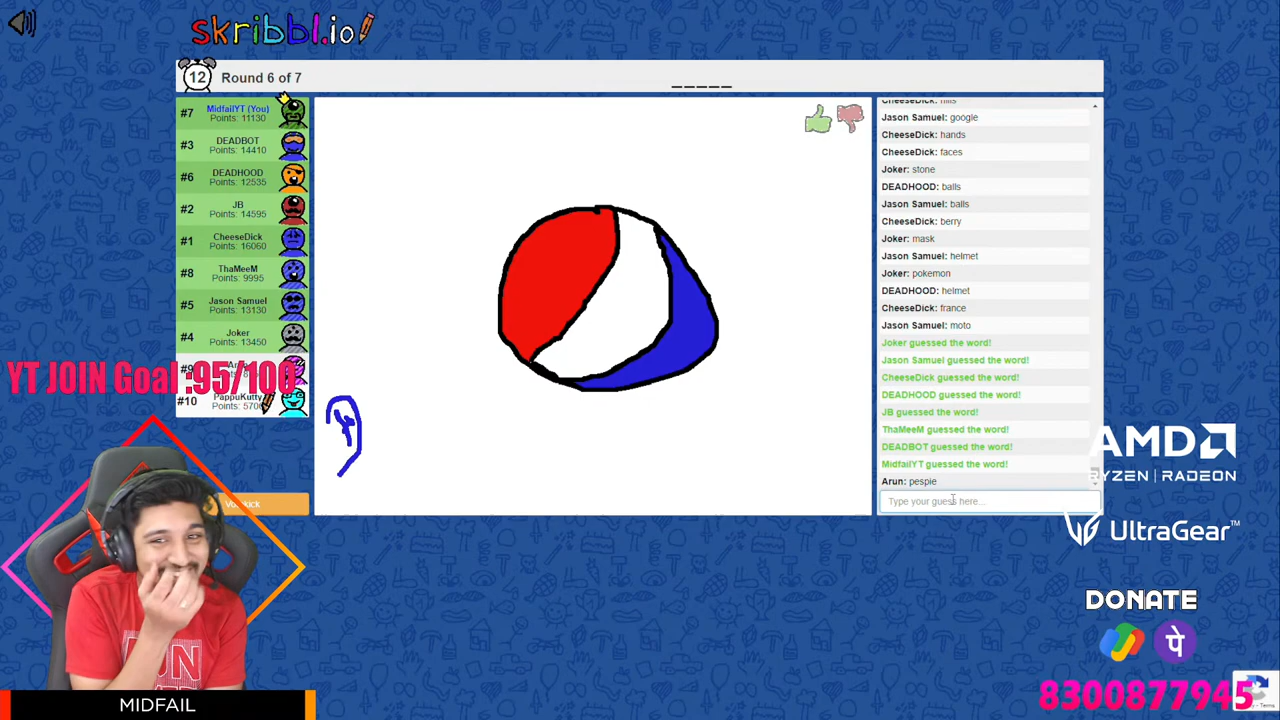 skribbl.io
12
Round 6 of 7
_____
#7
MidfailYT (You)
Points: 11130
#3
DEADBOT
Points: 14410
#6
DEADHOOD
Points: 12535
#2
JB
Points: 14595
#1
CheeseDick
Points: 16060
#8
ThaMeeM
Points: 9995
#5
Jason Samuel
Points: 13130
#4
Joker
Points: 13450
YT JOIN Goal :95/100
#10
PappuKutty
CheeseDick: hills
Jason Samuel: google
CheeseDick: hands
CheeseDick: faces
Joker: stone
DEADHOOD: balls
Jason Samuel: balls
CheeseDick: berry
Joker: mask
Jason Samuel: helmet
Joker: pokemon
DEADHOOD: helmet
CheeseDick: france
Jason Samuel: moto
Joker guessed the word!
Jason Samuel guessed the word!
CheeseDick guessed the word!
DEADHOOD guessed the word!
JB guessed the word!
ThaMeeM guessed the word!
DEADBOT guessed the word!
MidfailYT guessed the word!
Arun: pespie
Type your guess here...
AMD
RYZEN | RADEON
UltraGear™
DONATE
पे
8300877945
MIDFAIL